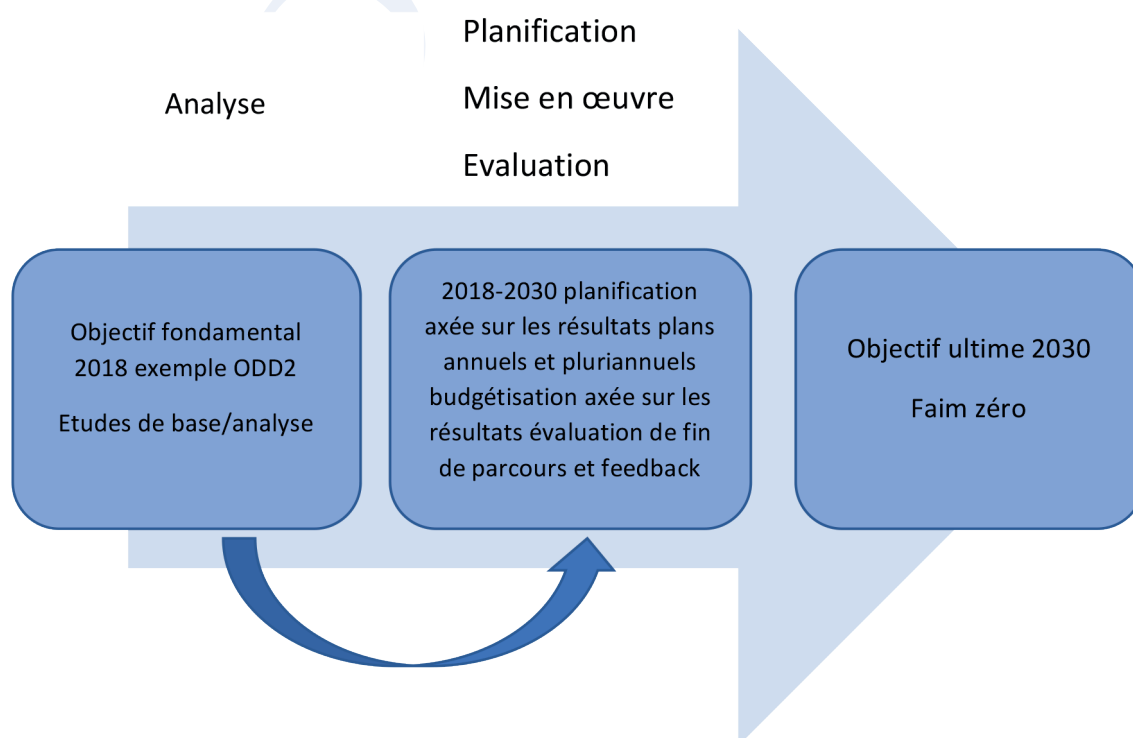 Analyse
Planification
Mise en œuvre
Evaluation
Objectif fondamental
2018 exemple ODD2
Etudes de base/analyse
2018-2030 planification
axée sur les résultats plans
annuels et pluriannuels
budgétisation axée sur les
résultats évaluation de fin
de parcours et feedback
Objectif ultime 2030
Faim zéro